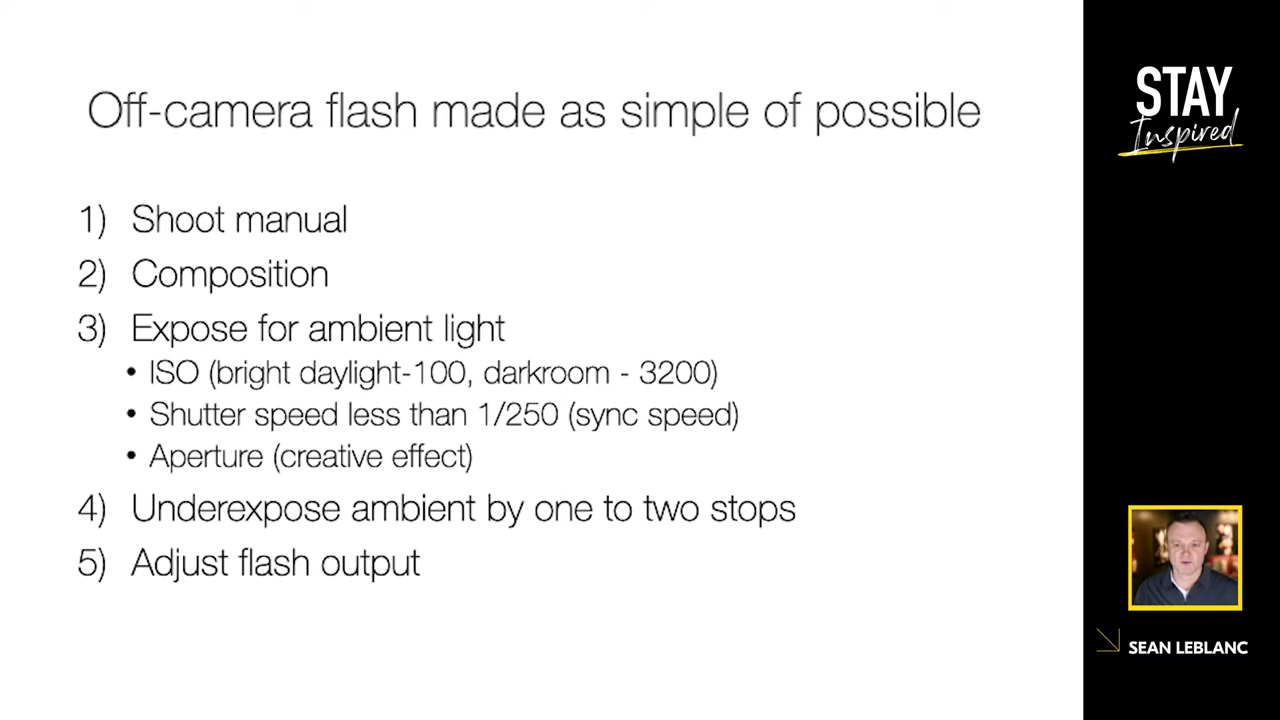 Off-camera flash made as simple of possible
1) Shoot manual
2) Composition
3) Expose for ambient light
• ISO (bright daylight-100, darkroom - 3200)
• Shutter speed less than 1/250 (sync speed)
• Aperture (creative effect)
4) Underexpose ambient by one to two stops
5) Adjust flash output
STAY
Inspired
SEAN LEBLANC